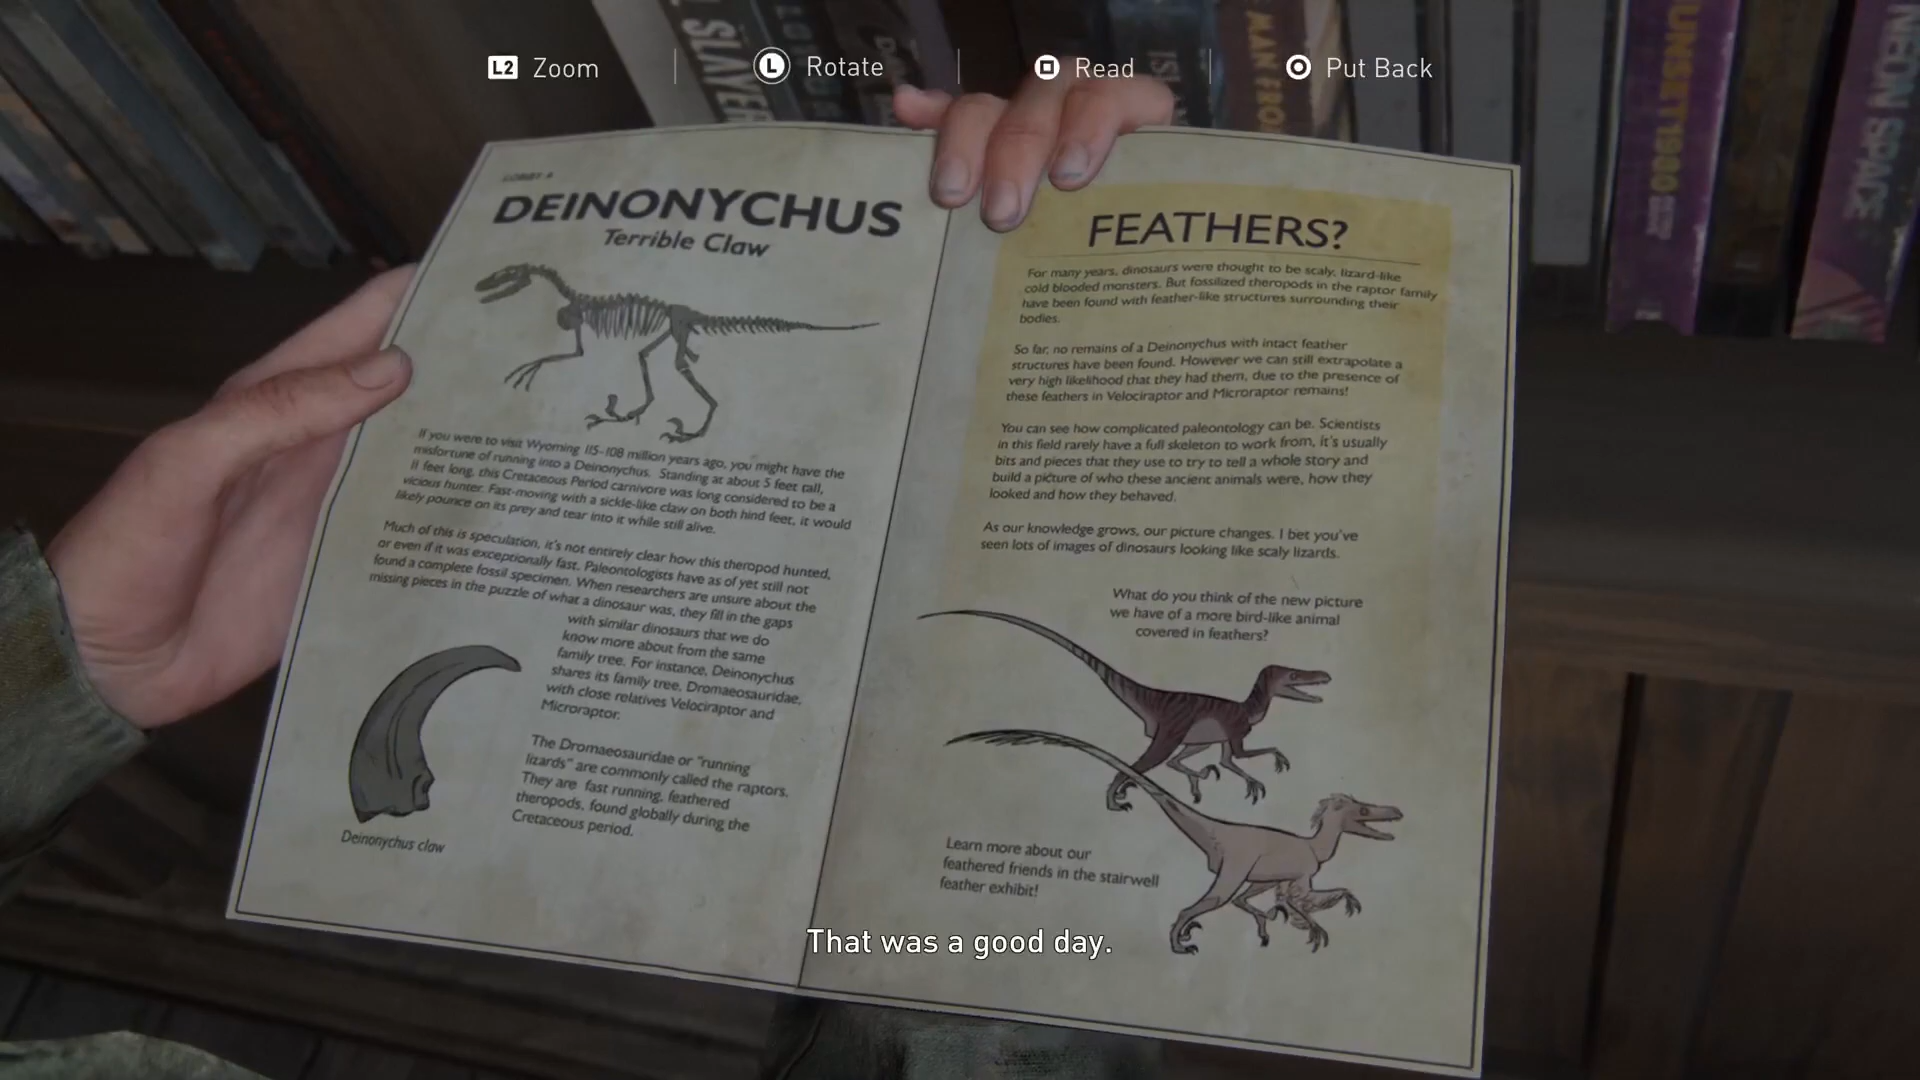 L2 Zoom
L Rotate
Read
Put Back
SLAYER
MAN FRO
SUNSET1980
NEON SPACE
LOBBY A
DEINONYCHUS
Terrible Claw
If you were to visit Wyoming 115-108 million years ago, you might have the
misfortune of running into a Deinonychus. Standing at about 5 feet tall,
11 feet long, this Cretaceous Period carnivore was long considered to be a
vicious hunter. Fast-moving with a sickle-like claw on both hind feet, it would
likely pounce on its prey and tear into it while still alive.
Much of this is speculation, it's not entirely clear how this theropod hunted,
or even if it was exceptionally fast. Paleontologists have as of yet still not
found a complete fossil specimen. When researchers are unsure about the
missing pieces in the puzzle of what a dinosaur was, they fill in the gaps
with similar dinosaurs that we do
know more about from the same
family tree. For instance, Deinonychus
shares its family tree, Dromaeosauridae,
with close relatives Velociraptor and
Microraptor.
The Dromaeosauridae or "running
lizards" are commonly called the raptors.
They are fast running, feathered
theropods, found globally during the
Cretaceous period.
Deinonychus claw
FEATHERS?
For many years, dinosaurs were thought to be scaly, lizard-like
cold blooded monsters. But fossilized theropods in the raptor family
have been found with feather-like structures surrounding their
bodies.
So far, no remains of a Deinonychus with intact feather
structures have been found. However we can still extrapolate a
very high likelihood that they had them, due to the presence of
these feathers in Velociraptor and Microraptor remains!
You can see how complicated paleontology can be. Scientists
in this field rarely have a full skeleton to work from, it's usually
bits and pieces that they use to try to tell a whole story and
build a picture of who these ancient animals were, how they
looked and how they behaved.
As our knowledge grows, our picture changes. I bet you've
seen lots of images of dinosaurs looking like scaly lizards.
What do you think of the new picture
we have of a more bird-like animal
covered in feathers?
Learn more about our
feathered friends in the stairwell
feather exhibit!
That was a good day.